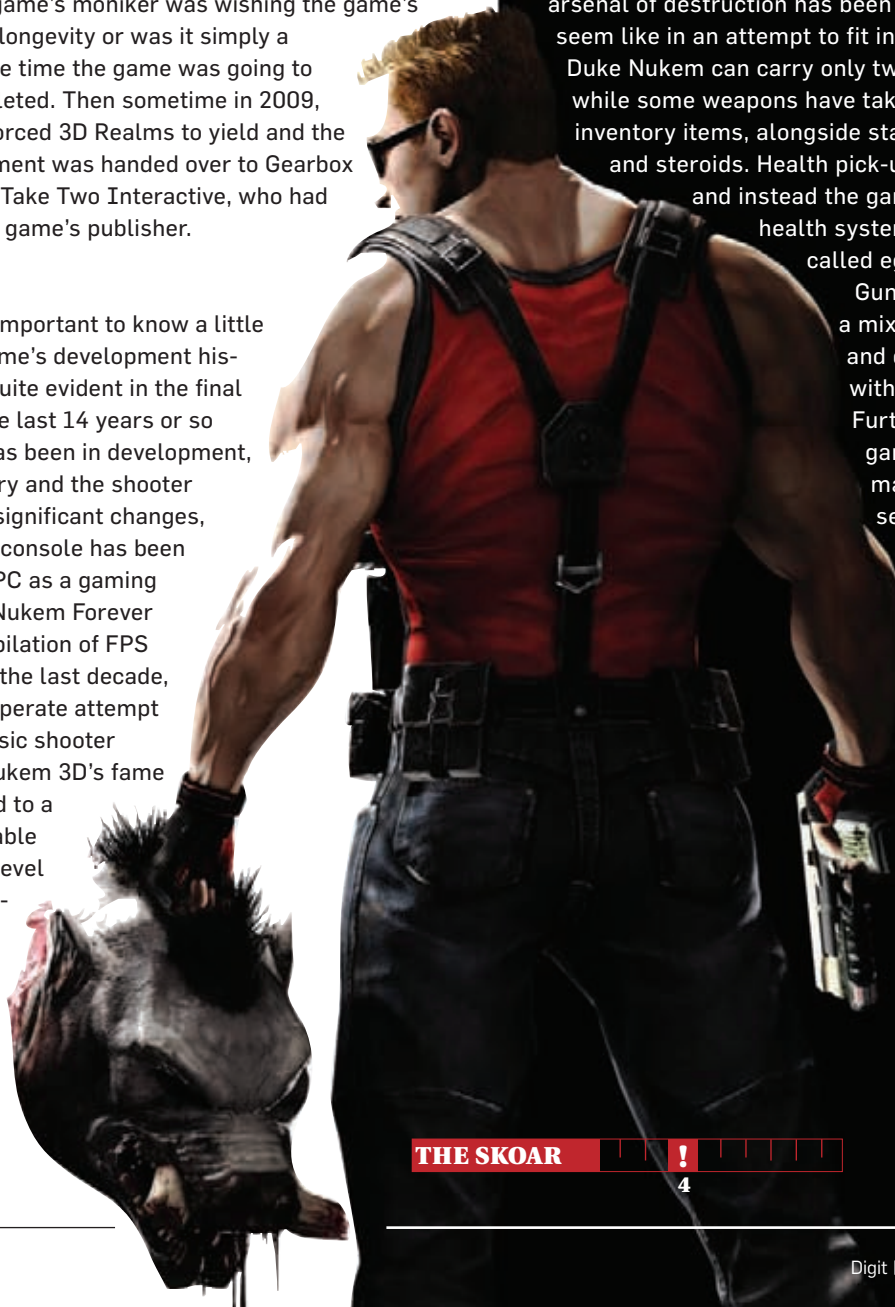 game's moniker was wishing the game's
longevity or was it simply a
e time the game was going to
leted. Then sometime in 2009,
orced 3D Realms to yield and the
ment was handed over to Gearbox
Take Two Interactive, who had
game's publisher.
mportant to know a little
me's development his-
uite evident in the final
e last 14 years or so
as been in development,
ry and the shooter
significant changes,
console has been
PC as a gaming
Nukem Forever
pilation of FPS
the last decade,
perate attempt
sic shooter
ukem 3D's fame
d to a
able
evel
-
arsenal of destruction has been
seem like in an attempt to fit in
Duke Nukem can carry only tw
while some weapons have tak
inventory items, alongside sta
and steroids. Health pick-u
and instead the gar
health syster
called eg
Gun
a mix
and
with
Furt
gar
ma
se
THE SKOAR
!
4
Digit